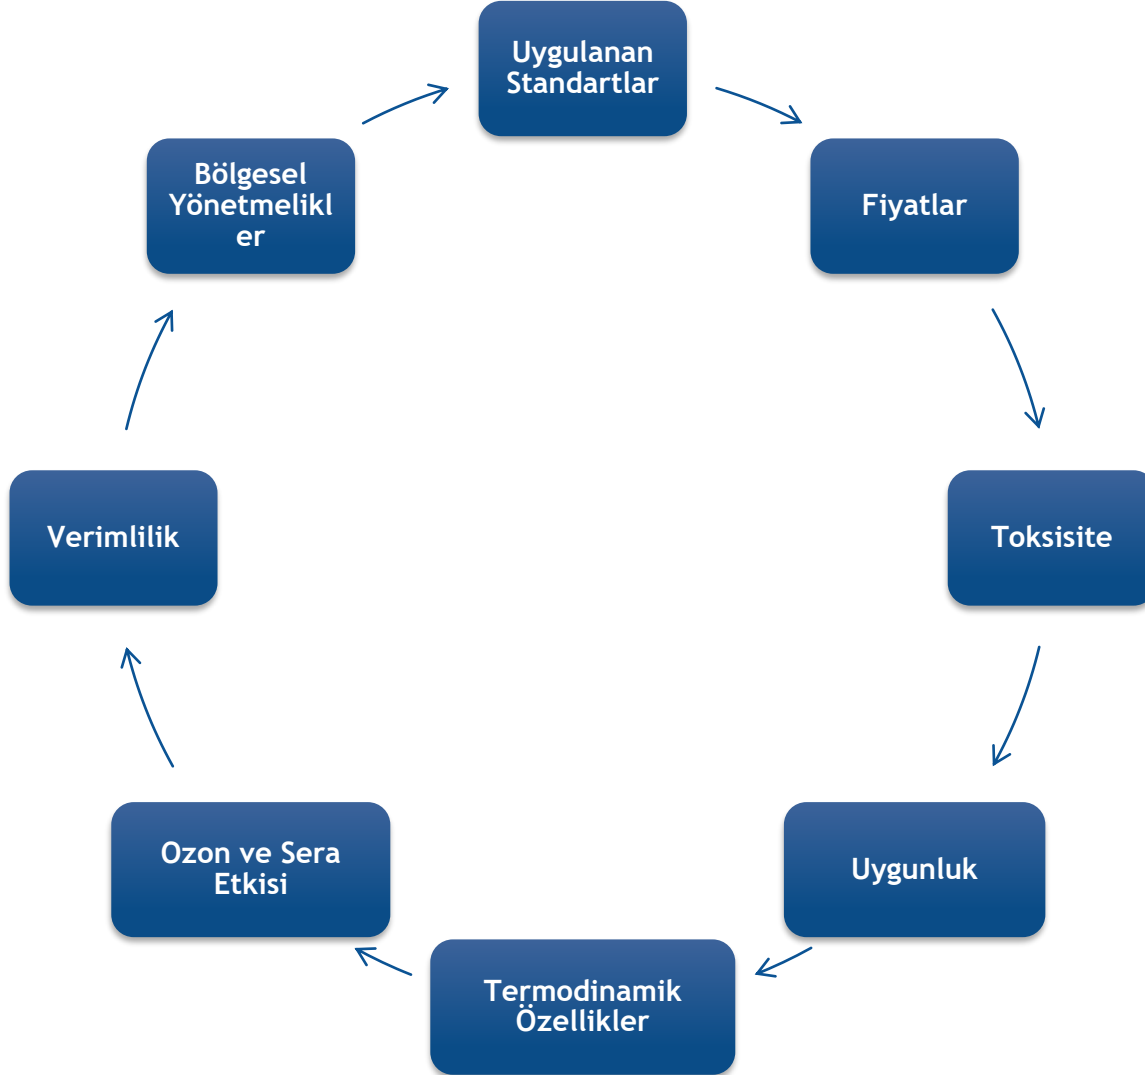 Uygulanan
Standartlar
Fiyatlar
Toksisite
Uygunluk
Termodinamik
Özellikler
Ozon ve Sera
Etkisi
Verimlilik
Bölgesel
Yönetmelikl
er